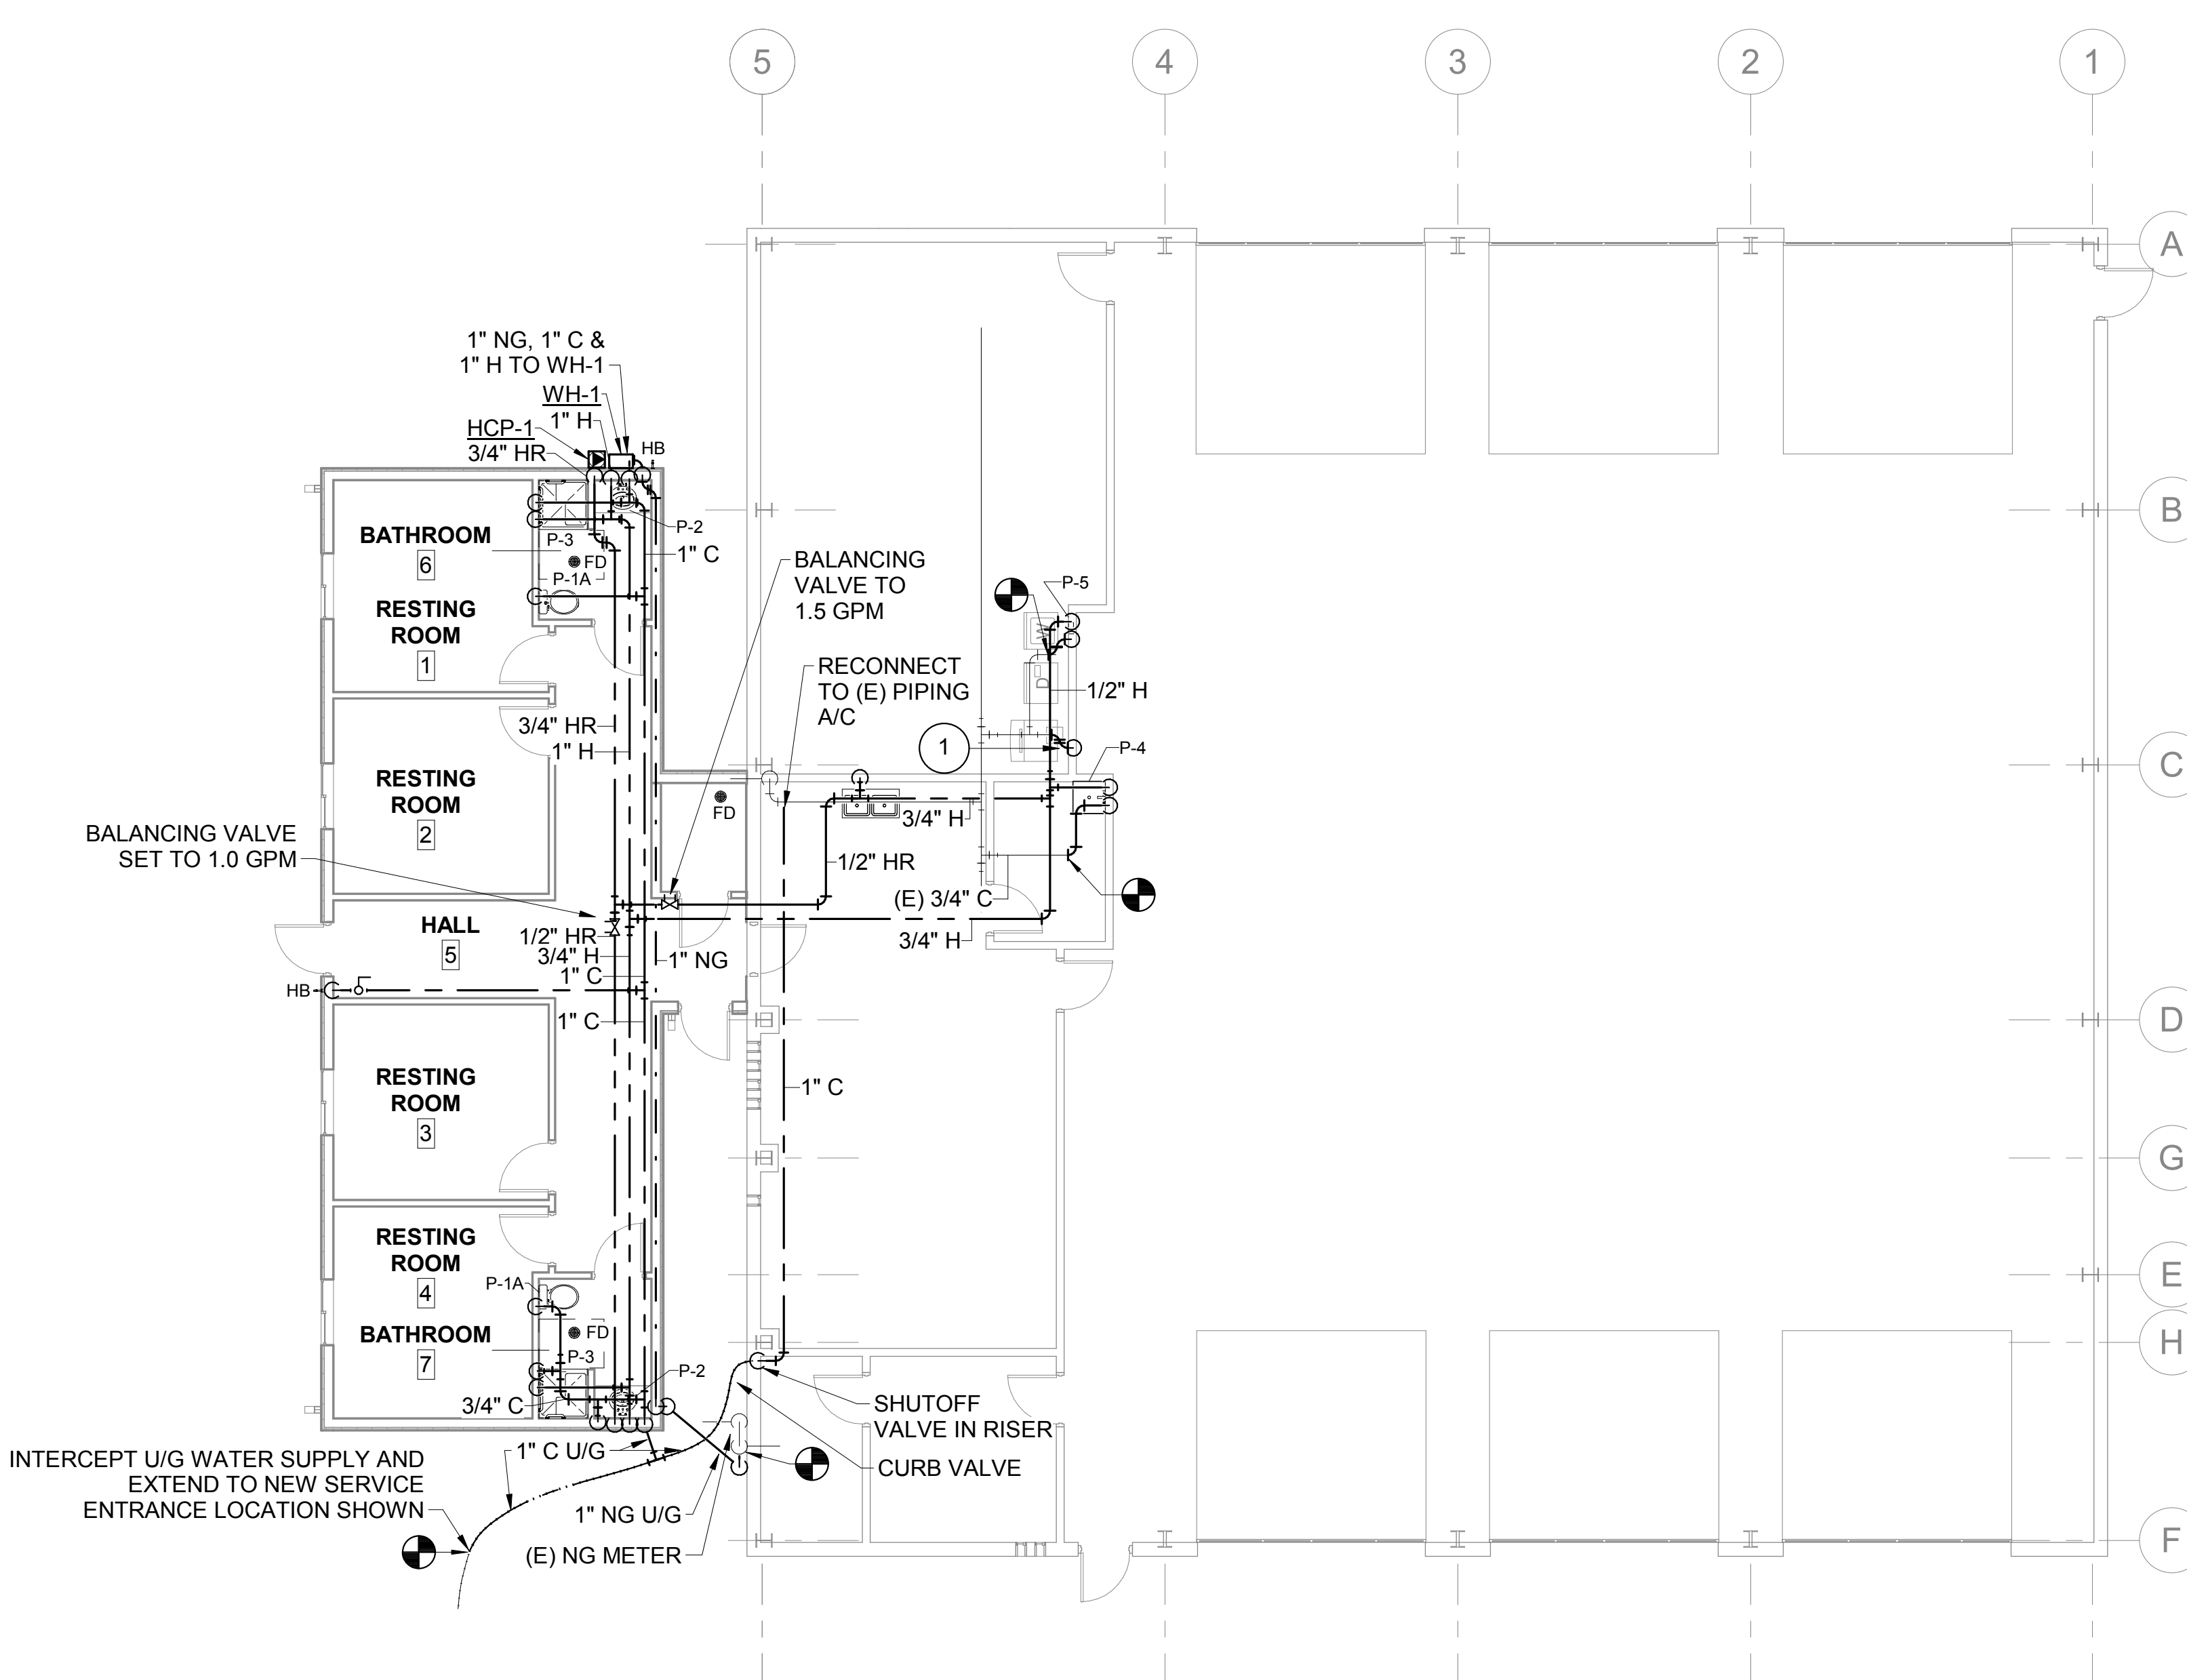 5
4
3
2
1
A
B
C
D
G
E
H
F
1" NG, 1" C &
1" H TO WH-1
WH-1
1" H
HCP-1
3/4" HR
HB
P-2
1" C
P-3
FD
P-1A
BATHROOM
6
RESTING
ROOM
1
BALANCING
VALVE TO
1.5 GPM
P-5
W
D
RECONNECT
TO (E) PIPING
A/C
1/2" H
1
P-4
3/4" HR
1" H
RESTING
ROOM
2
FD
3/4" H
BALANCING VALVE
SET TO 1.0 GPM
1/2" HR
(E) 3/4" C
3/4" H
HALL
5
1/2" HR
3/4" H
1" C
1" NG
HB
1" C
RESTING
ROOM
3
1" C
RESTING
ROOM
4
P-1A
BATHROOM
7
FD
P-3
P-2
3/4" C
SHUTOFF
VALVE IN RISER
1" C U/G
CURB VALVE
INTERCEPT U/G WATER SUPPLY AND
EXTEND TO NEW SERVICE
ENTRANCE LOCATION SHOWN
1" NG U/G
(E) NG METER